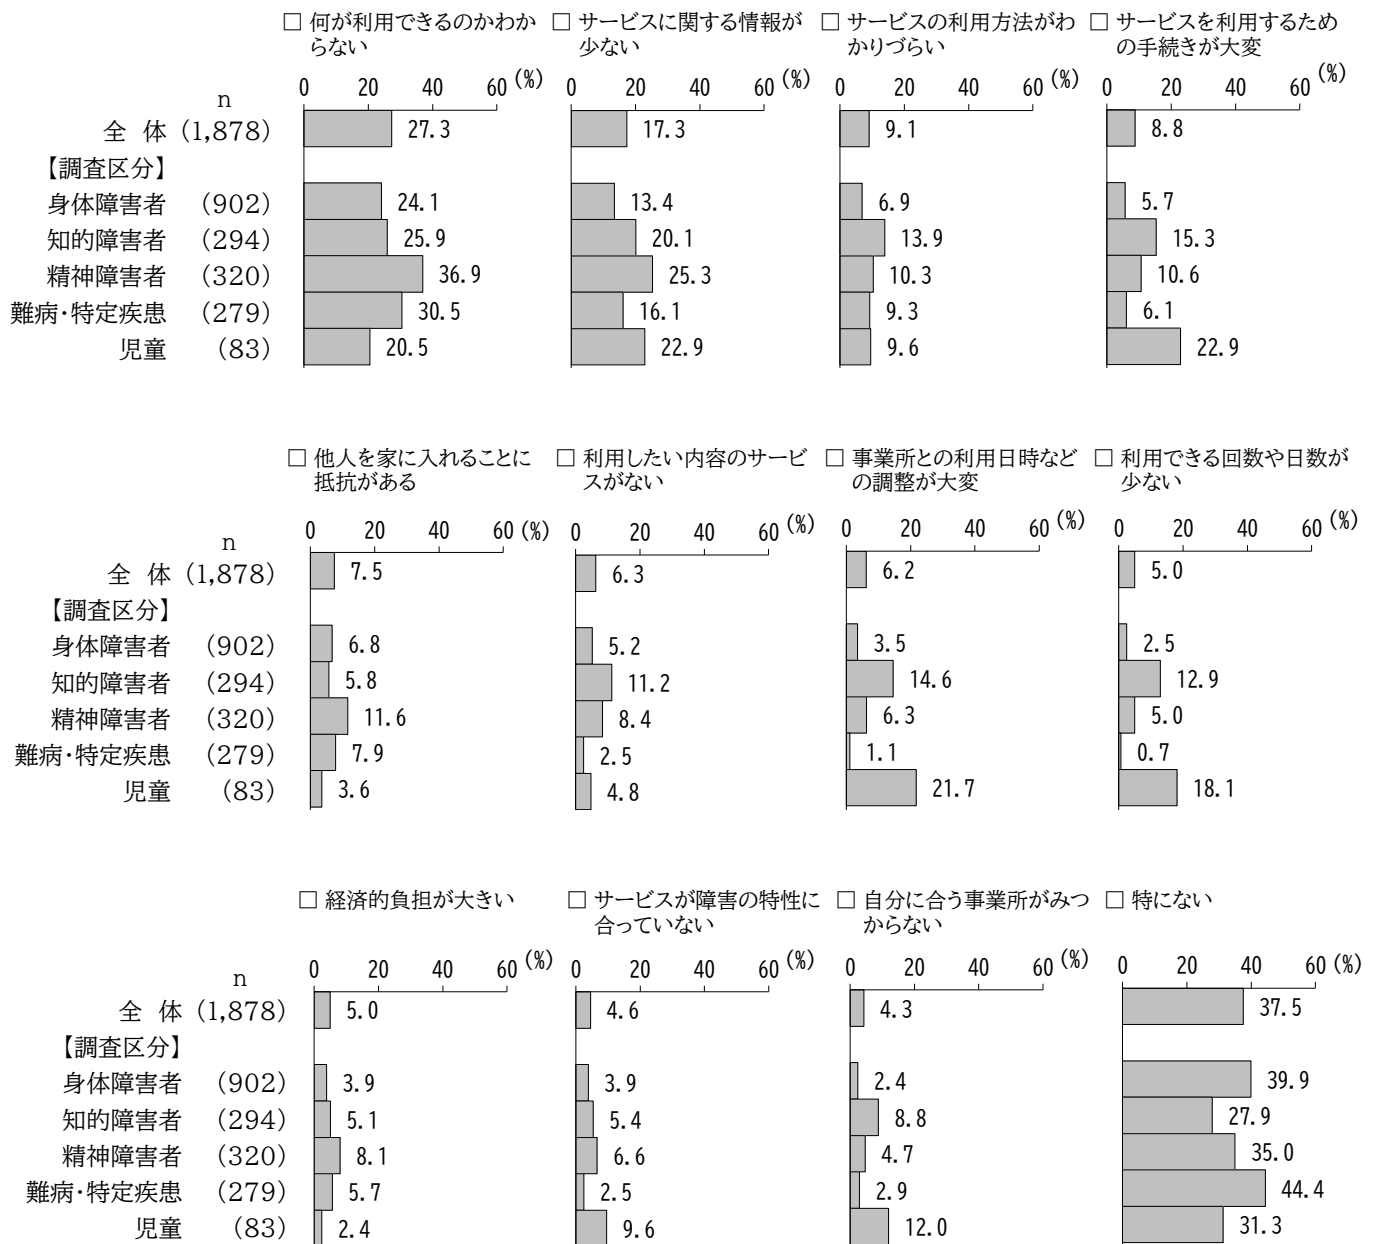 □ 何が利用できるのかわか
らない
□ サービスに関する情報が
少ない
□ サービスの利用方法がわ
かりづらい
□ サービスを利用するため
の手続きが大変
0 20 40 60 (%) 0 20 40 60 (%) 0 20 40 60 (%) 0 20 40 60 (%)
n
全 体 (1,878) 27.3 17.3 9.1 8.8
【調査区分】
身体障害者 (902) 24.1 13.4 6.9 5.7
知的障害者 (294) 25.9 20.1 13.9 15.3
精神障害者 (320) 36.9 25.3 10.3 10.6
難病・特定疾患 (279) 30.5 16.1 9.3 6.1
児童 (83) 20.5 22.9 9.6 22.9
□ 他人を家に入れることに
抵抗がある
□ 利用したい内容のサービ
スがない
□ 事業所との利用日時など
の調整が大変
□ 利用できる回数や日数が
少ない
0 20 40 60 (%) 0 20 40 60 (%) 0 20 40 60 (%) 0 20 40 60 (%)
n
全 体 (1,878) 7.5 6.3 6.2 5.0
【調査区分】
身体障害者 (902) 6.8 5.2 3.5 2.5
知的障害者 (294) 5.8 11.2 14.6 12.9
精神障害者 (320) 11.6 8.4 6.3 5.0
難病・特定疾患 (279) 7.9 2.5 1.1 0.7
児童 (83) 3.6 4.8 21.7 18.1
□ 経済的負担が大きい
□ サービスが障害の特性に
合っていない
□ 自分に合う事業所がみつ
からない
□ 特にない
0 20 40 60 (%) 0 20 40 60 (%) 0 20 40 60 (%) 0 20 40 60 (%)
n
全 体 (1,878) 5.0 4.6 4.3 37.5
【調査区分】
身体障害者 (902) 3.9 3.9 2.4 39.9
知的障害者 (294) 5.1 5.4 8.8 27.9
精神障害者 (320) 8.1 6.6 4.7 35.0
難病・特定疾患 (279) 5.7 2.5 2.9 44.4
児童 (83) 2.4 9.6 12.0 31.3